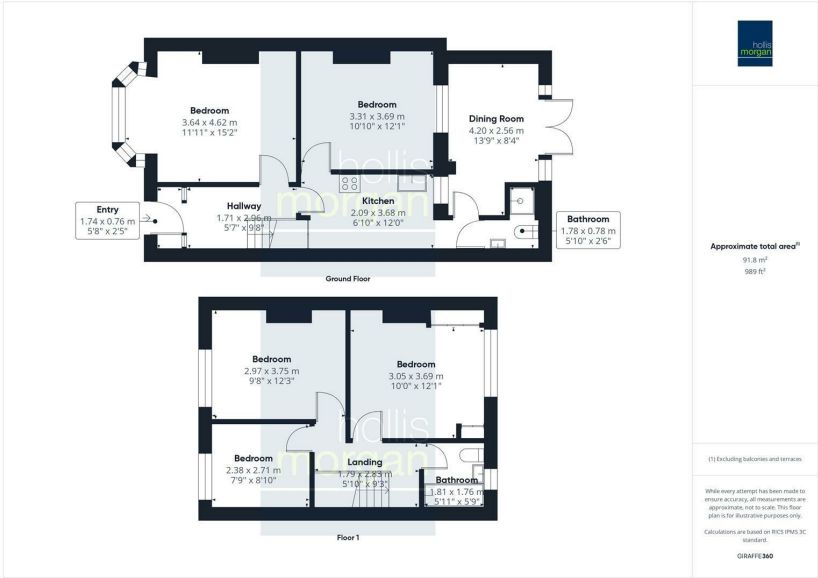 Bedroom
3.64 x 4.62 m
11'11" x 15'2"
Bedroom
3.31 x 3.69 m
10'10" x 12'1"
Dining Room
4.20 x 2.56 m
13'9" x 8'4"
Entry
1.74 x 0.76 m
5'8" x 2'5"
Hallway
1.71 x 2.96 m
5'7" x 9'8"
Kitchen
2.09 x 3.68 m
6'10" x 12'0"
Bathroom
1.78 x 0.78 m
5'10" x 2'6"
hollis
morgan
Ground Floor
Bedroom
2.97 x 3.75 m
9'8" x 12'3"
Bedroom
3.05 x 3.69 m
10'0" x 12'1"
Bedroom
2.38 x 2.71 m
7'9" x 8'10"
Landing
1.79 x 2.83 m
5'10" x 9'3"
Bathroom
1.81 x 1.76 m
5'11" x 5'9"
hollis
morgan
Floor 1
hollis
morgan
Approximate total area(1)
91.8 m²
989 ft²
(1) Excluding balconies and terraces
While every attempt has been made to
ensure accuracy, all measurements are
approximate, not to scale. This floor
plan is for illustrative purposes only.
Calculations are based on RICS IPMS 3C
standard.
GIRAFFE360